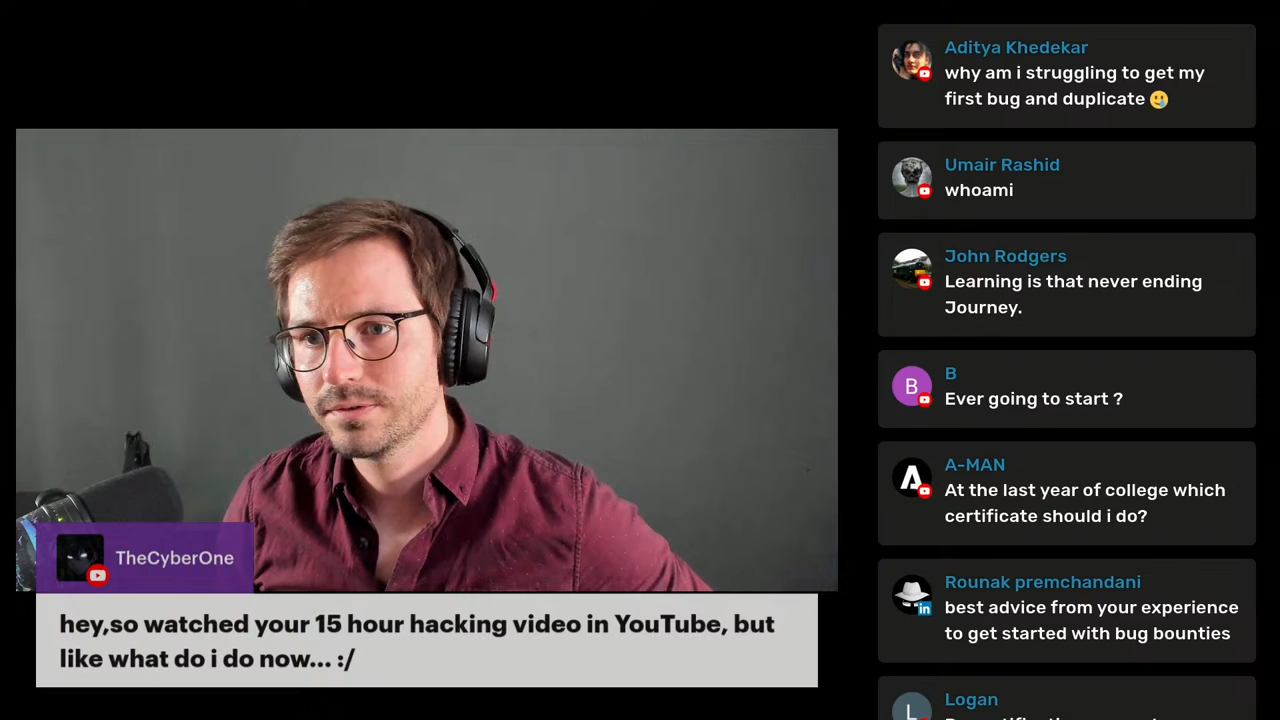 TheCyberOne
hey,so watched your 15 hour hacking video in YouTube, but
like what do i do now... :/
Aditya Khedekar
why am i struggling to get my
first bug and duplicate 🥲
Umair Rashid
whoami
John Rodgers
Learning is that never ending
Journey.
B
B
Ever going to start ?
A-MAN
At the last year of college which
certificate should i do?
Rounak premchandani
best advice from your experience
to get started with bug bounties
L
Logan